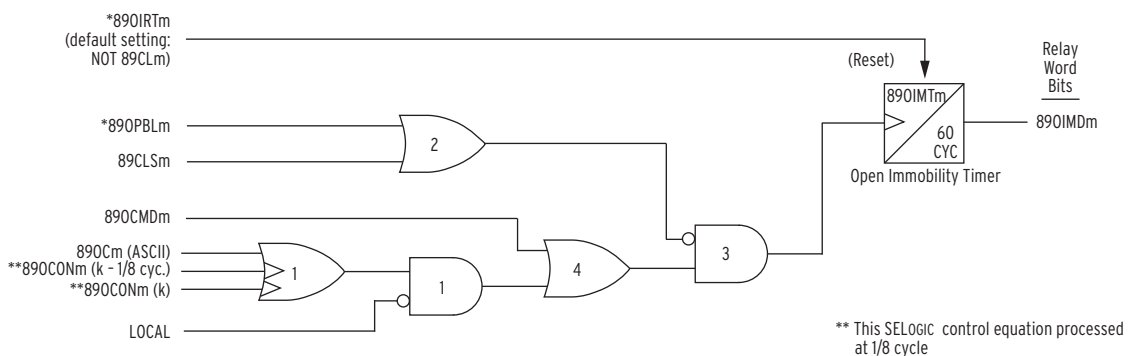 *89OIRTm
(default setting:
NOT 89CLm)
(Reset)
Relay
Word
Bits
89OIMTm
60
CYC
89OIMDm
Open Immobility Timer
*89OPBLm
89CLSm
2
89OCMDm
89OCm (ASCII)
**89OCONm (k - 1/8 cyc.)
**89OCONm (k)
LOCAL
1
1
4
3
** This SELOGIC control equation processed
at 1/8 cycle